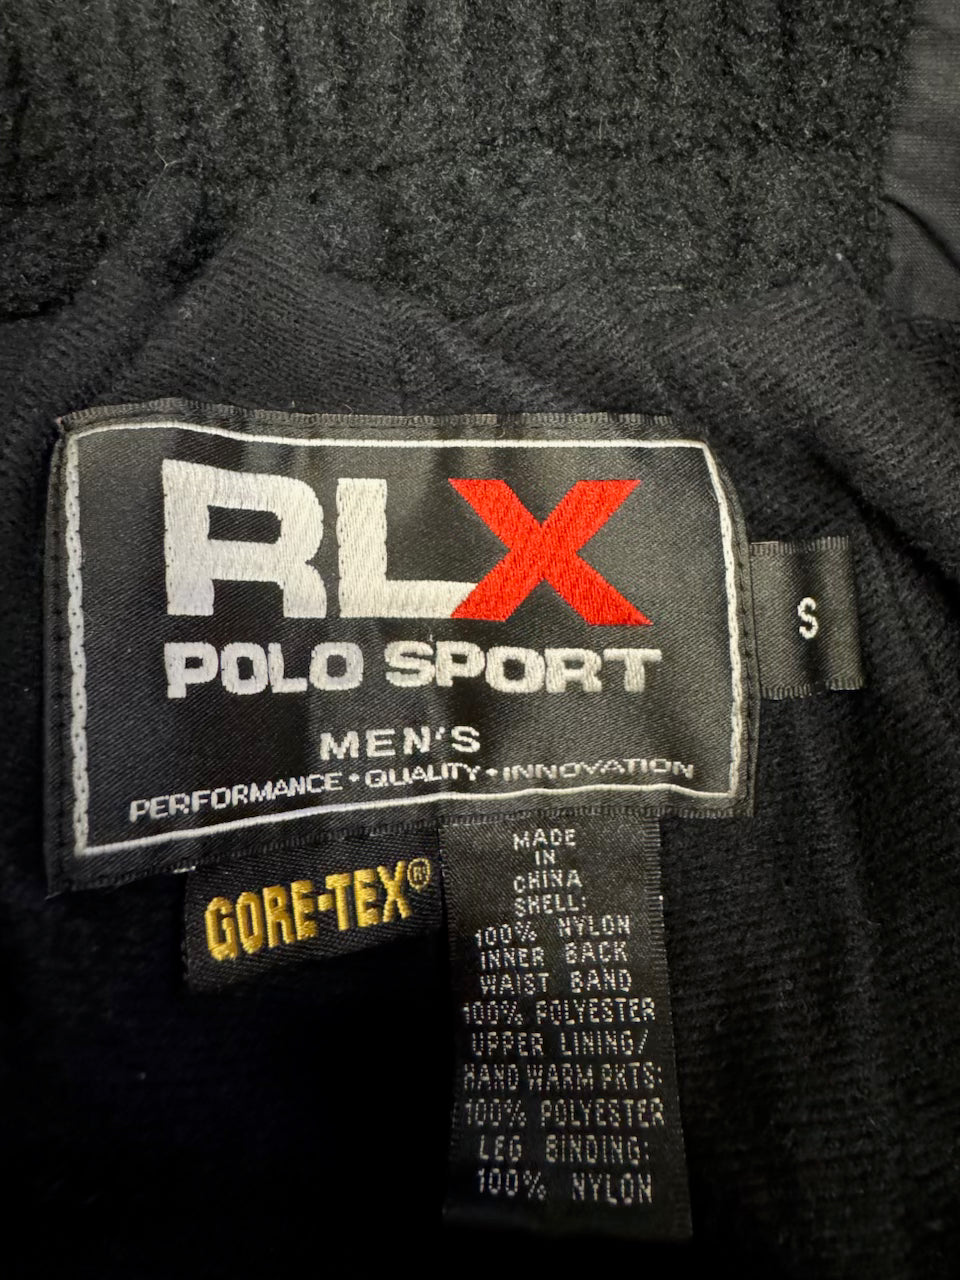 RLX
POLO SPORT
MEN'S
PERFORMANCE • QUALITY • INNOVATION
S
GORE-TEX®
MADE
IN
CHINA
SHELL:
100% NYLON
INNER BACK
WAIST BAND
100% POLYESTER
UPPER LINING/
HAND WARM PKTS:
100% POLYESTER
LEG BINDING:
100% NYLON